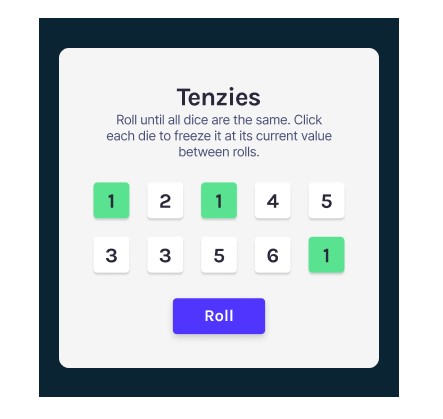 Tenzies
Roll until all dice are the same. Click
each die to freeze it at its current value
between rolls.
1 2 1 4 5
3 3 5 6 1
Roll